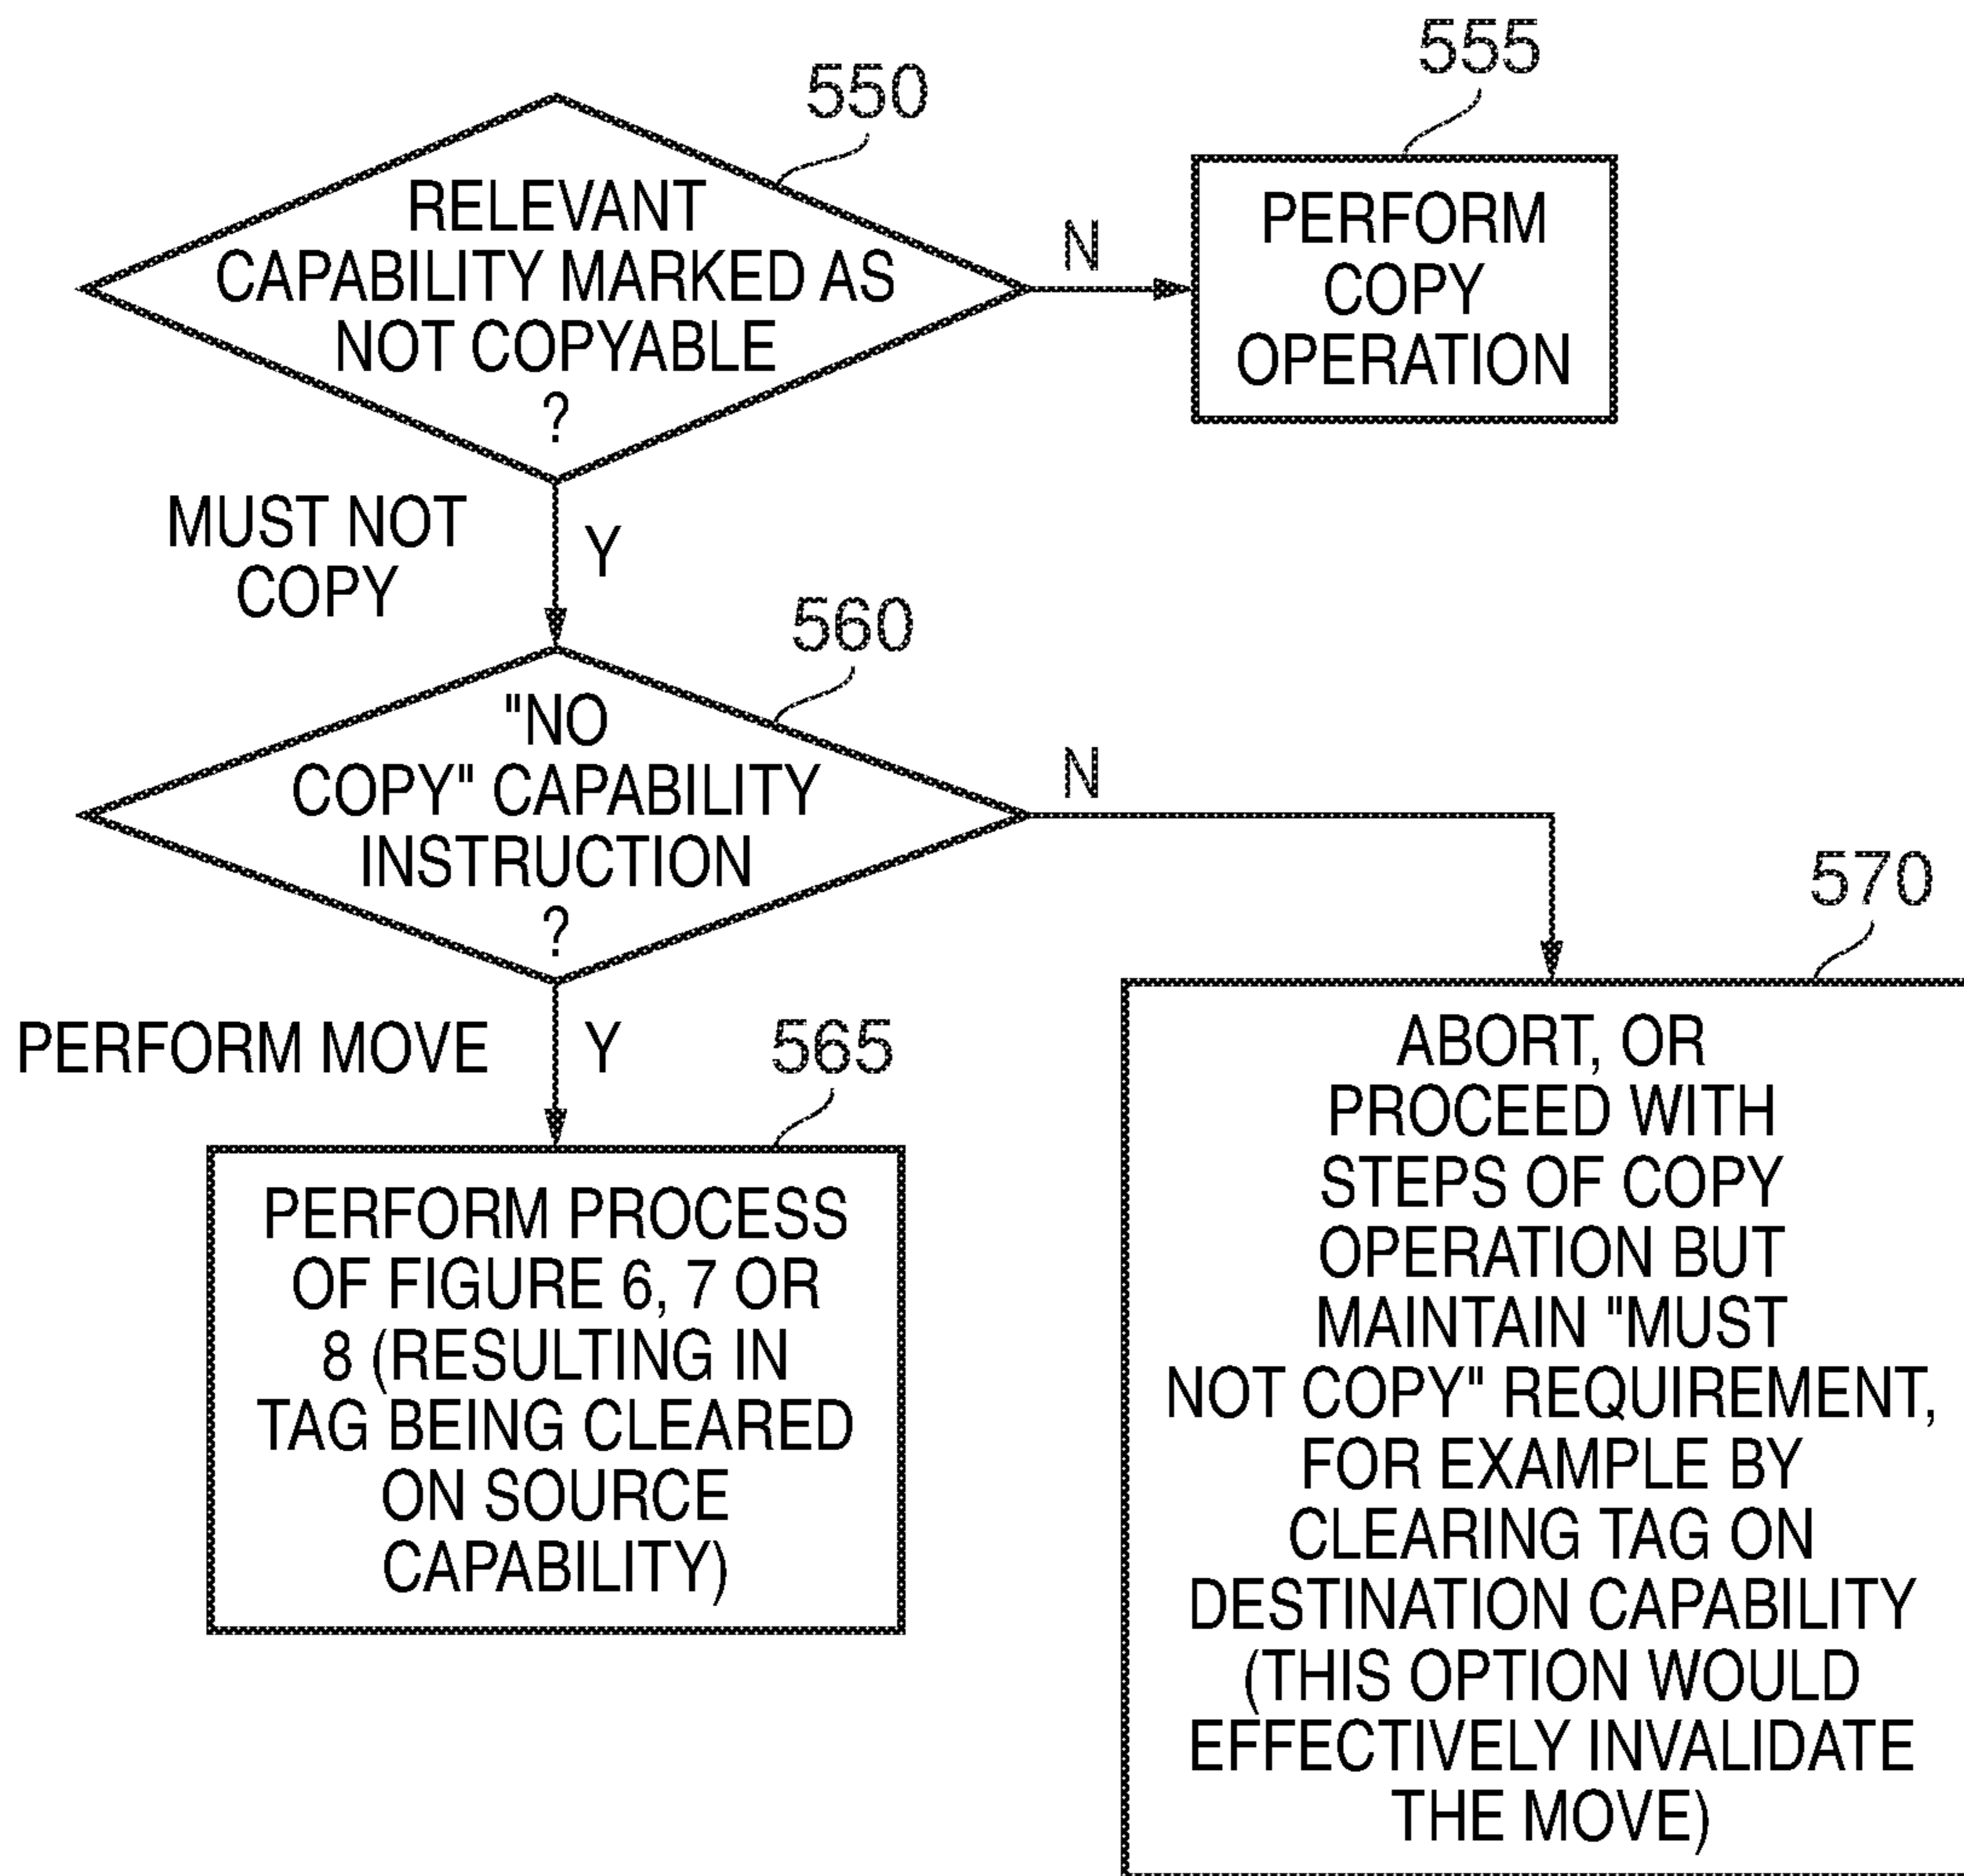 550
RELEVANT
CAPABILITY MARKED AS
NOT COPYABLE
?
N
555
PERFORM
COPY
OPERATION
MUST NOT
COPY
Y
560
"NO
COPY" CAPABILITY
INSTRUCTION
?
N
PERFORM MOVE
Y
565
PERFORM PROCESS
OF FIGURE 6, 7 OR
8 (RESULTING IN
TAG BEING CLEARED
ON SOURCE
CAPABILITY)
570
ABORT, OR
PROCEED WITH
STEPS OF COPY
OPERATION BUT
MAINTAIN "MUST
NOT COPY" REQUIREMENT,
FOR EXAMPLE BY
CLEARING TAG ON
DESTINATION CAPABILITY
(THIS OPTION WOULD
EFFECTIVELY INVALIDATE
THE MOVE)